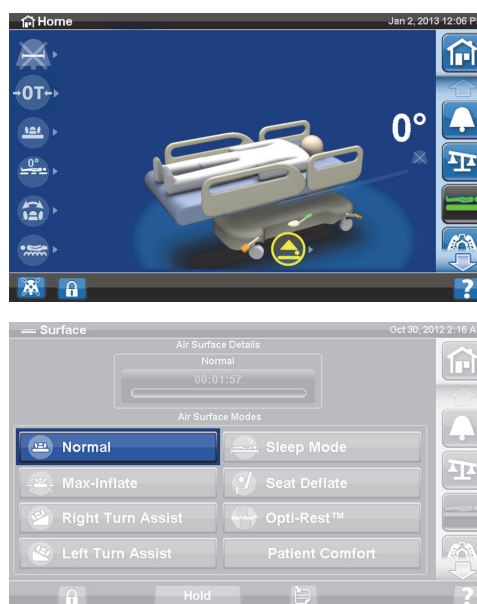 Home
Jan 2, 2013 12:06 P
0T
0°
0°
?
Surface
Oct 30, 2012 2:16 A
Air Surface Details
Normal
00:01:57
Air Surface Modes
Normal
Sleep Mode
Max-Inflate
Seat Deflate
Right Turn Assist
Opti-Rest™
Left Turn Assist
Patient Comfort
Hold
?